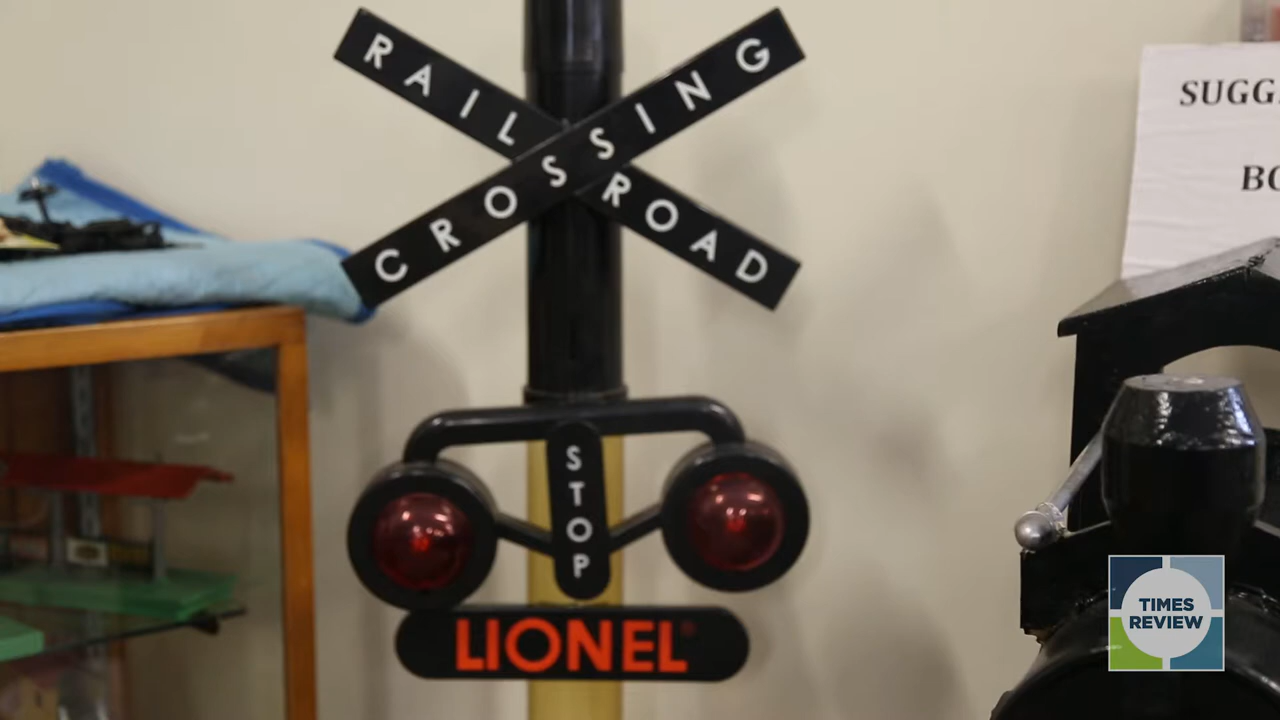 RAILROAD
CROSSING
STOP
LIONEL®
TIMES
REVIEW